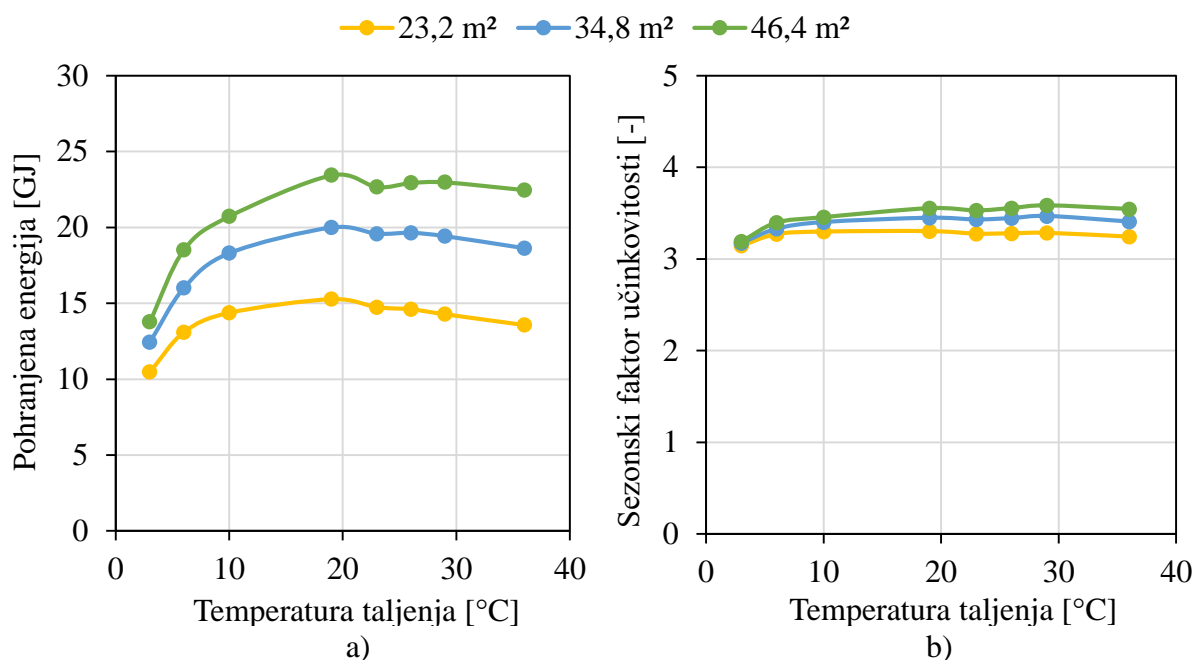 23,2 m² 34,8 m² 46,4 m²
Pohranjena energija [GJ]
30
25
20
15
10
5
0
0 10 20 30 40
Temperatura taljenja [°C]
a)
Sezonski faktor učinkovitosti [-]
5
4
3
2
1
0
0 10 20 30 40
Temperatura taljenja [°C]
b)